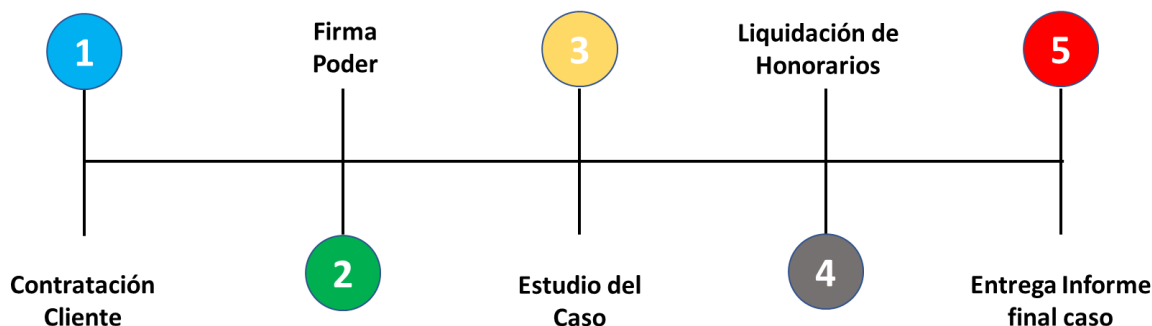 1
Contratación
Cliente
Firma
Poder
2
3
Estudio del
Caso
Liquidación de
Honorarios
4
5
Entrega Informe
final caso